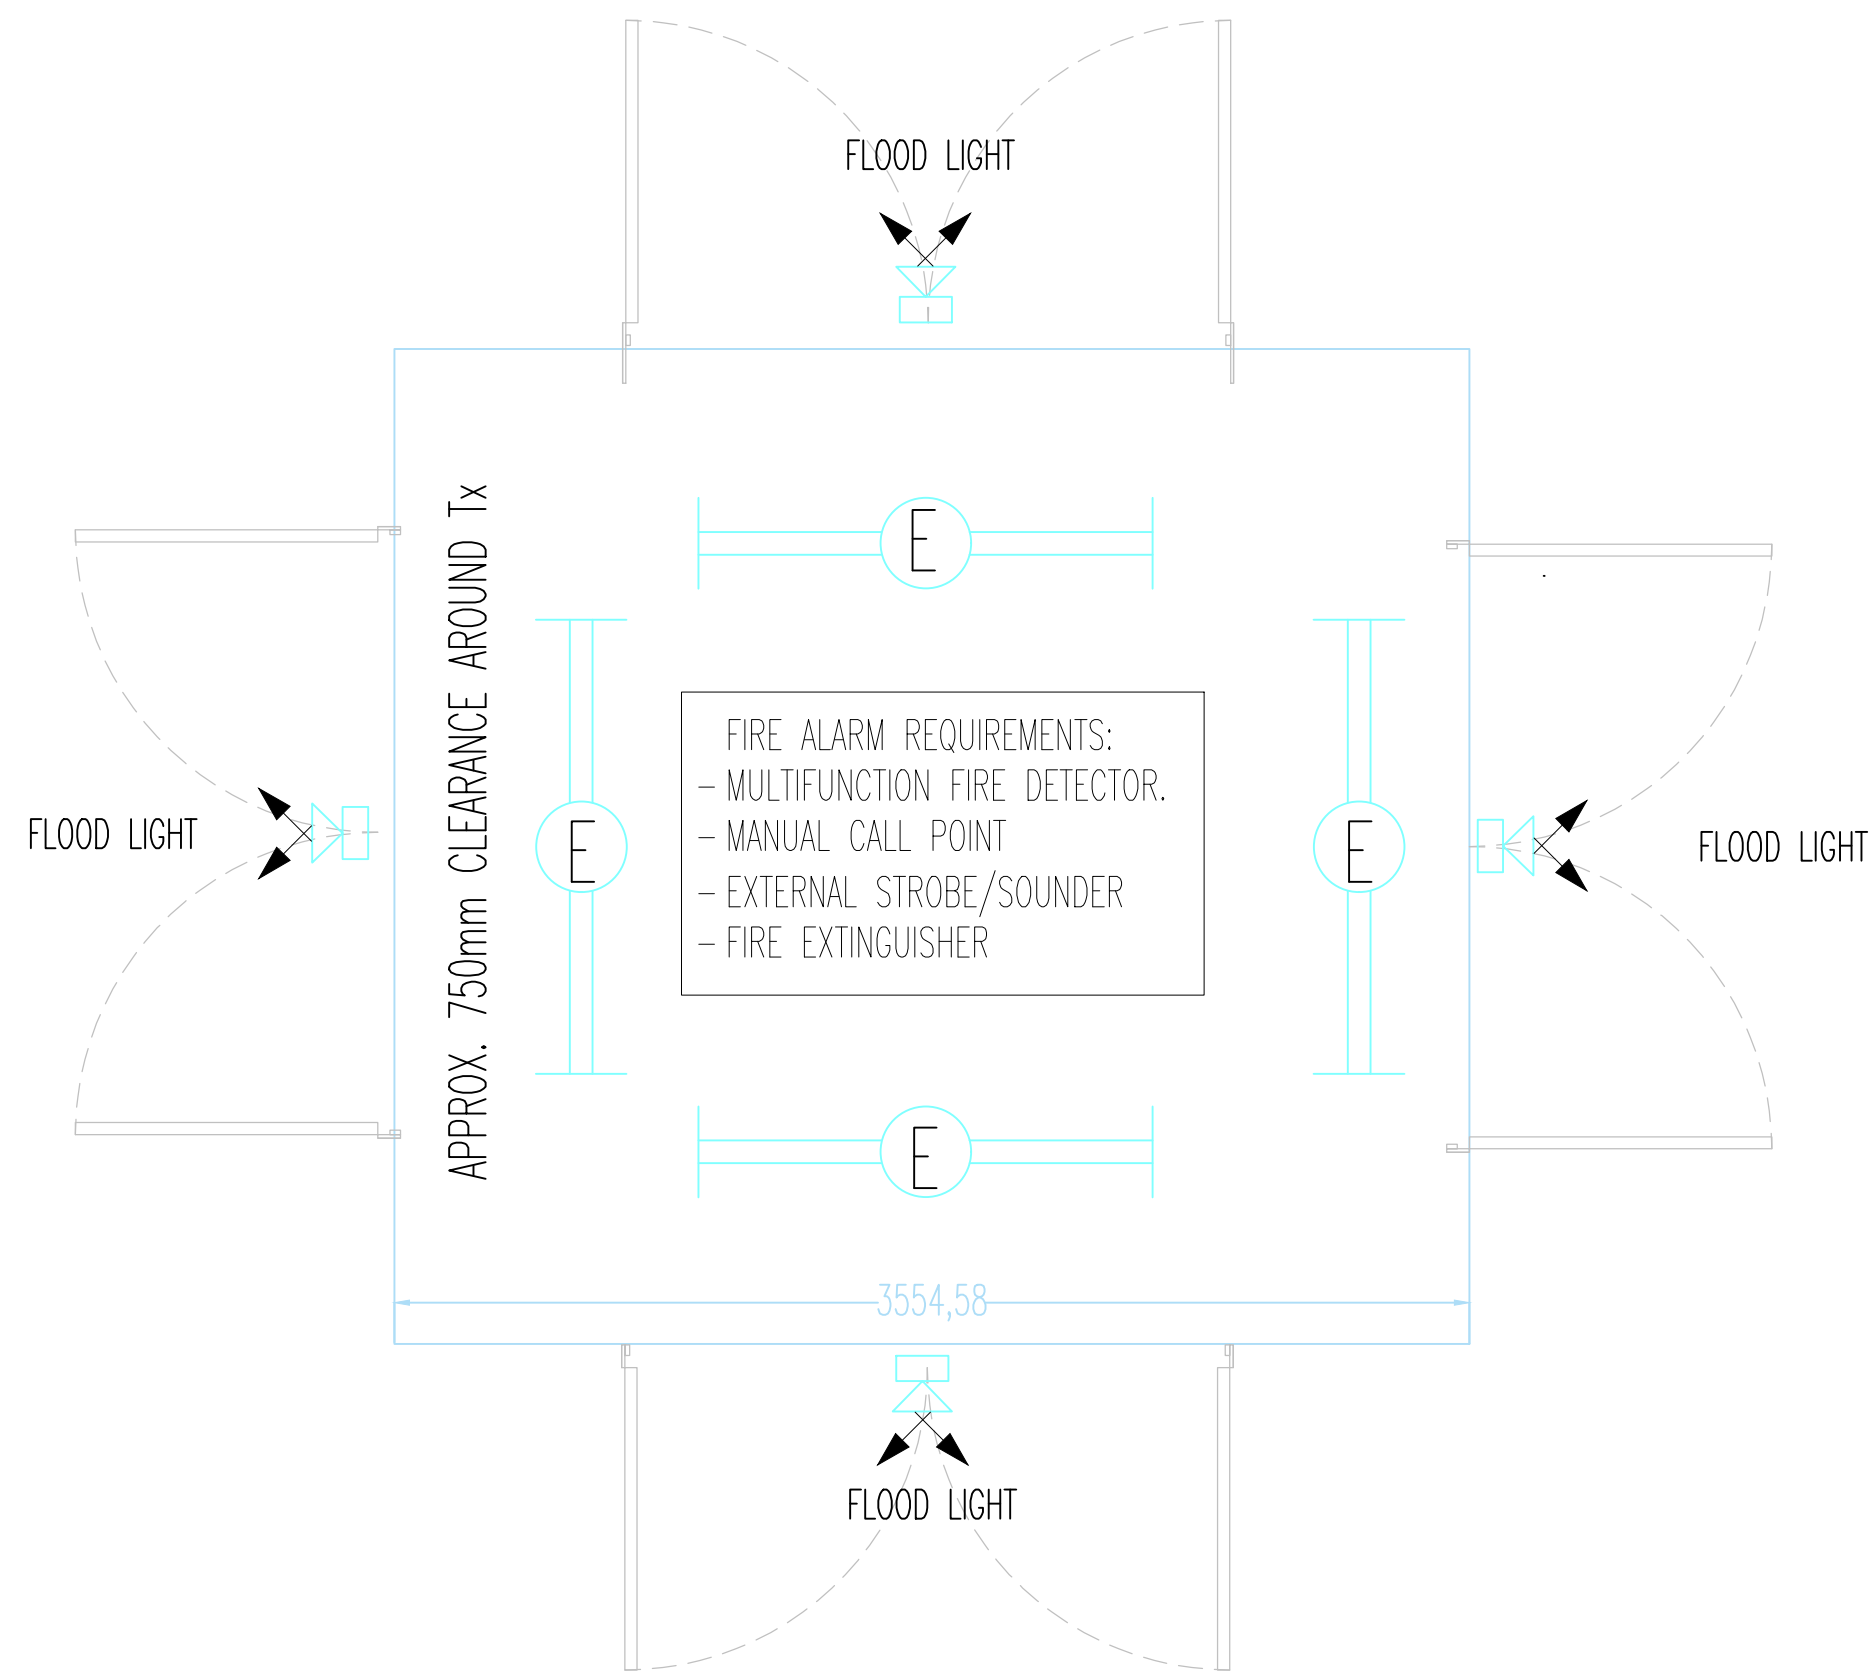 FLOOD LIGHT
E
APPROX. 750mm CLEARANCE AROUND Tx
FIRE ALARM REQUIREMENTS:
- MULTIFUNCTION FIRE DETECTOR.
- MANUAL CALL POINT
- EXTERNAL STROBE/SOUNDER
- FIRE EXTINGUISHER
FLOOD LIGHT
E
E
FLOOD LIGHT
E
3554,58
FLOOD LIGHT